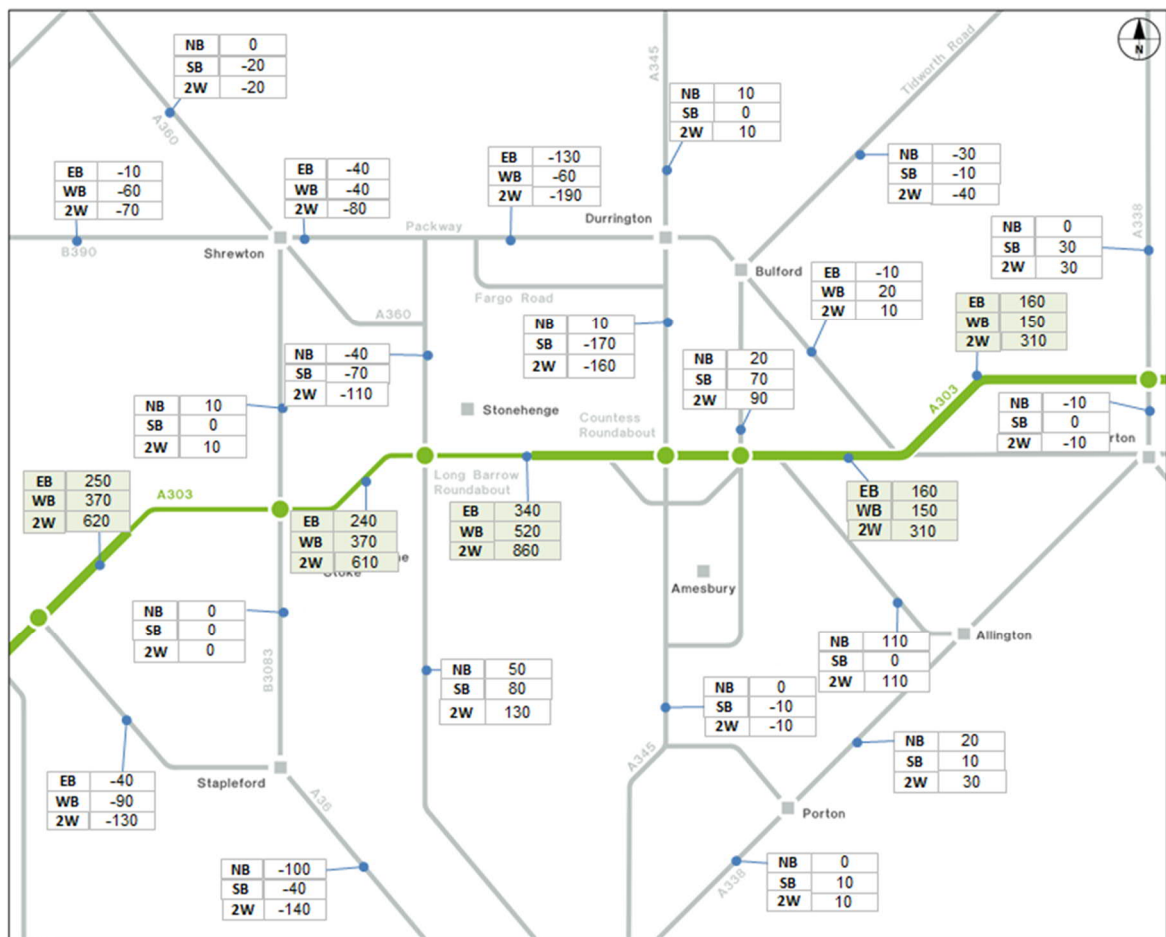 N
NB 0
SB -20
2W -20
A360
A345
Tidworth Road
NB 10
SB 0
2W 10
EB -10
WB -60
2W -70
EB -40
WB -40
2W -80
EB -130
WB -60
2W -190
NB -30
SB -10
2W -40
A338
B390
Shrewton
Packway
Durrington
Bulford
NB 0
SB 30
2W 30
Fargo Road
A360
EB -10
WB 20
2W 10
EB 160
WB 150
2W 310
NB 10
SB -170
2W -160
NB -40
SB -70
2W -110
NB 20
SB 70
2W 90
A303
NB 10
SB 0
2W 10
Stonehenge
Countess
Roundabout
NB -10
SB 0
2W -10
rton
EB 250
WB 370
2W 620
A303
Long Barrow
Roundabout
EB 240
WB 370
2W 610
EB 340
WB 520
2W 860
EB 160
WB 150
2W 310
Amesbury
NB 0
SB 0
2W 0
B3083
Allington
NB 110
SB 0
2W 110
NB 50
SB 80
2W 130
NB 0
SB -10
2W -10
A345
NB 20
SB 10
2W 30
EB -40
WB -90
2W -130
Stapleford
A36
Porton
NB -100
SB -40
2W -140
A338
NB 0
SB 10
2W 10